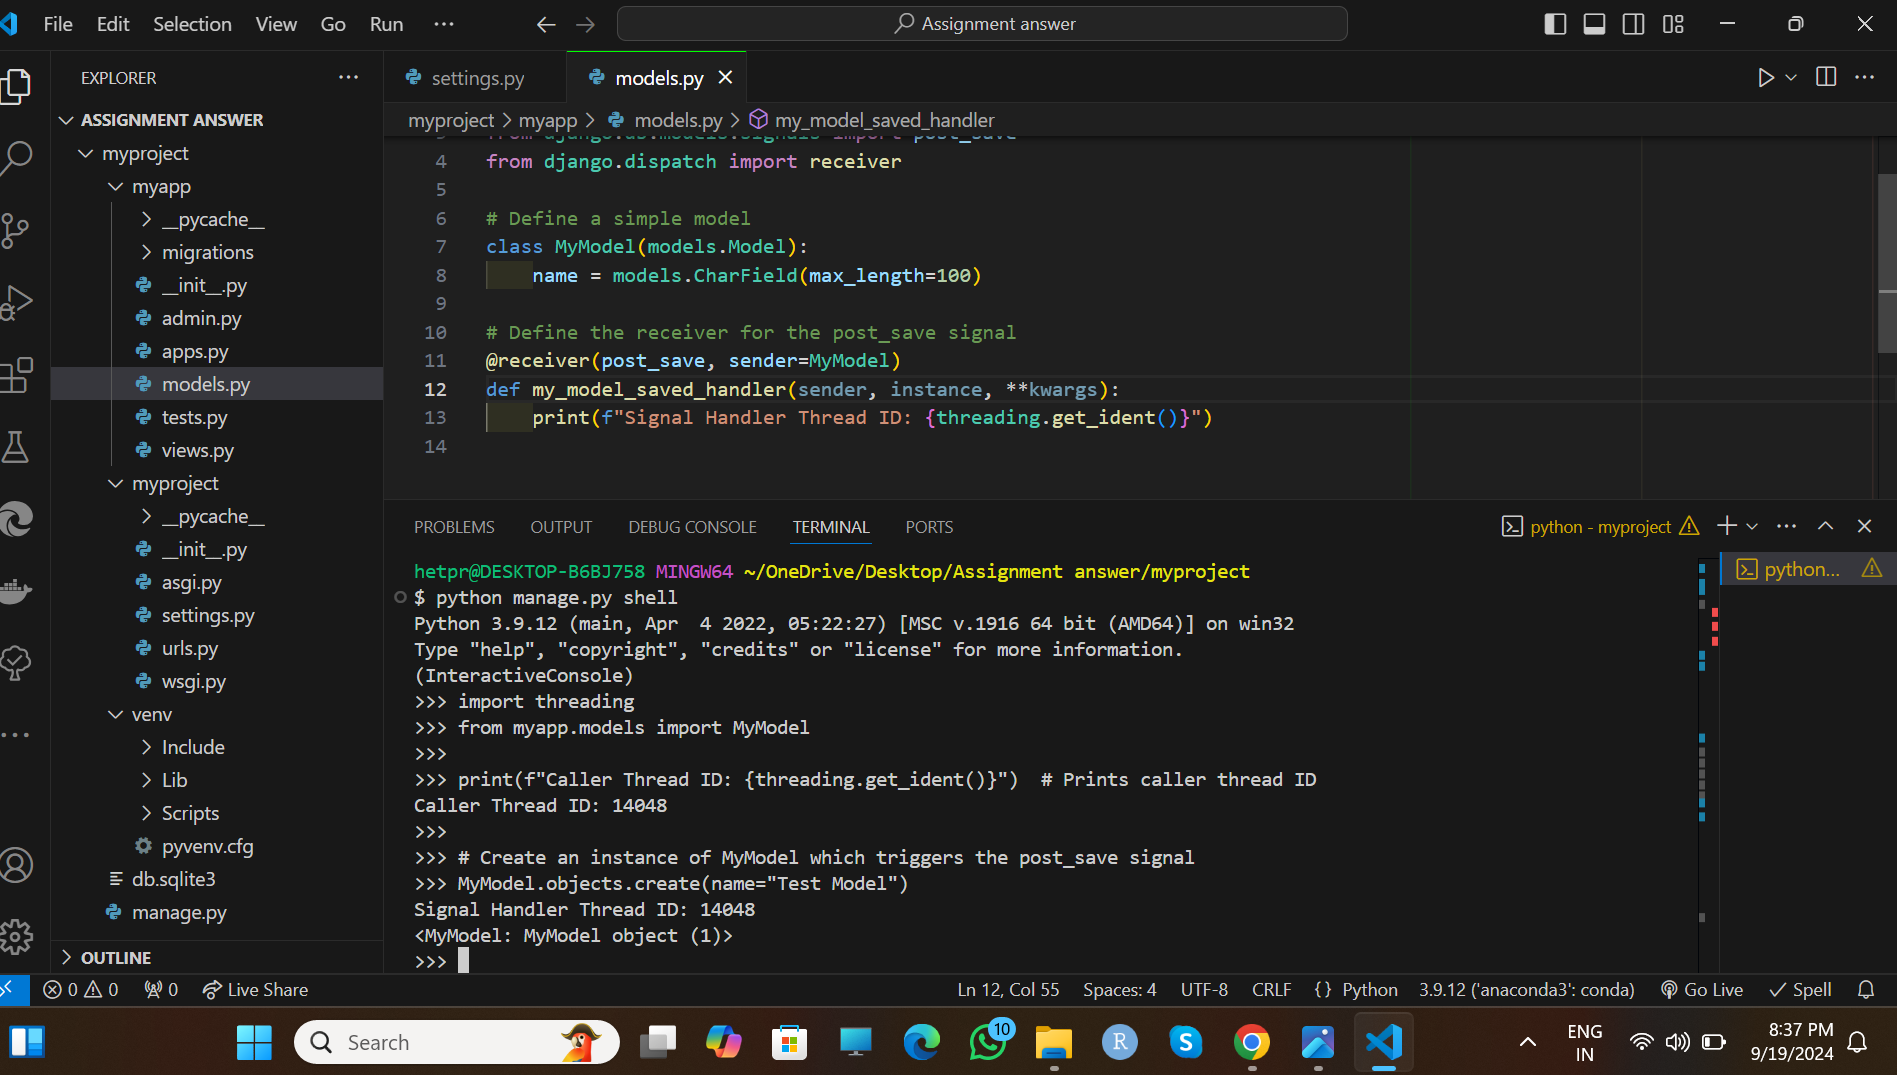 File Edit Selection View Go Run ···
Assignment answer
EXPLORER
ASSIGNMENT ANSWER
myproject
myapp
__pycache__
migrations
__init__.py
admin.py
apps.py
models.py
tests.py
views.py
myproject
__pycache__
__init__.py
asgi.py
settings.py
urls.py
wsgi.py
venv
Include
Lib
Scripts
pyvenv.cfg
db.sqlite3
manage.py
OUTLINE
settings.py models.py
myproject > myapp > models.py > my_model_saved_handler
3 from django.db.models.signals import post_save
4 from django.dispatch import receiver
5
6 # Define a simple model
7 class MyModel(models.Model):
8 name = models.CharField(max_length=100)
9
10 # Define the receiver for the post_save signal
11 @receiver(post_save, sender=MyModel)
12 def my_model_saved_handler(sender, instance, **kwargs):
13 print(f"Signal Handler Thread ID: {threading.get_ident()}")
14
PROBLEMS OUTPUT DEBUG CONSOLE TERMINAL PORTS
python - myproject
python...
hetpr@DESKTOP-B6BJ758 MINGW64 ~/OneDrive/Desktop/Assignment answer/myproject
$ python manage.py shell
Python 3.9.12 (main, Apr  4 2022, 05:22:27) [MSC v.1916 64 bit (AMD64)] on win32
Type "help", "copyright", "credits" or "license" for more information.
(InteractiveConsole)
>>> import threading
>>> from myapp.models import MyModel
>>>
>>> print(f"Caller Thread ID: {threading.get_ident()}")  # Prints caller thread ID
Caller Thread ID: 14048
>>>
>>> # Create an instance of MyModel which triggers the post_save signal
>>> MyModel.objects.create(name="Test Model")
Signal Handler Thread ID: 14048
<MyModel: MyModel object (1)>
>>>
0 0 0 Live Share Ln 12, Col 55 Spaces: 4 UTF-8 CRLF {} Python 3.9.12 ('anaconda3': conda) Go Live Spell
Search
10
R
S
ENG
IN
8:37 PM
9/19/2024